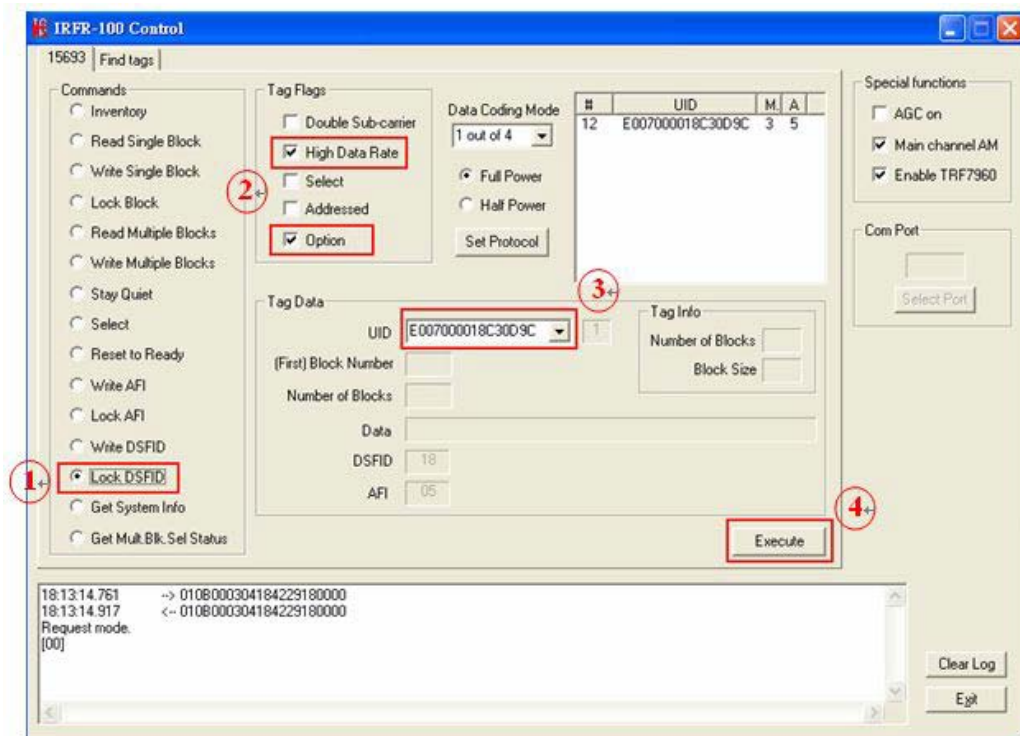 IRFR-100 Control
15693
Find tags
Commands
Inventory
Read Single Block
Write Single Block
Lock Block
Read Multiple Blocks
Write Multiple Blocks
Stay Quiet
Select
Reset to Ready
Write AFI
Lock AFI
Write DSFID
1
Lock DSFID
Get System Info
Get Mult.Blk.Sel Status
Tag Flags
Double Sub-carrier
High Data Rate
2
Select
Addressed
Option
Data Coding Mode
1 out of 4
Full Power
Half Power
Set Protocol
# UID M. A
12 E007000018C30D9C 3 5
Special functions
AGC on
Main channel AM
Enable TRF7960
Com Port
Select Port
3
Tag Data
UID E007000018C30D9C 1
(First) Block Number
Number of Blocks
Data
DSFID 18
AFI 05
Tag Info
Number of Blocks
Block Size
4
Execute
18:13:14.761 --> 010B000304184229180000
18:13:14.917 <-- 010B000304184229180000
Request mode.
[00]
Clear Log
Exit